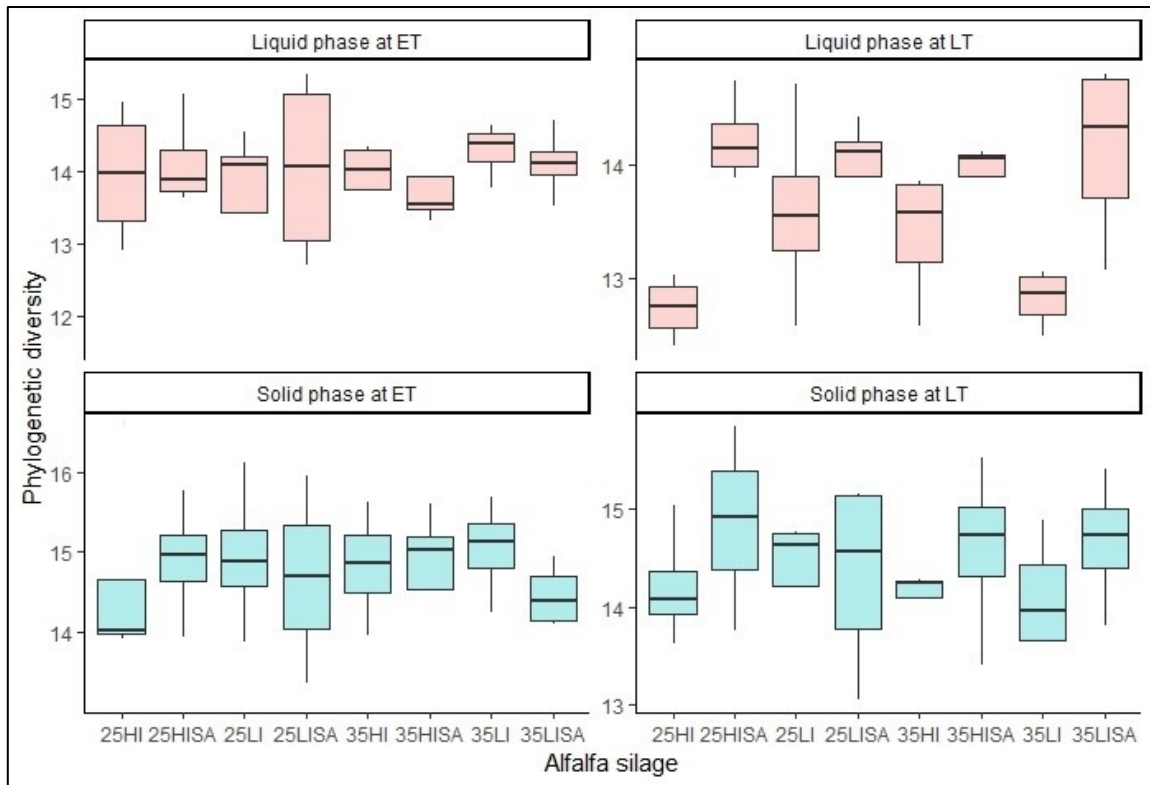 Liquid phase at ET
Liquid phase at LT
15
14
13
12
14
13
Phylogenetic diversity
Solid phase at ET
Solid phase at LT
16
15
14
15
14
13
25HI 25HISA 25LI 25LISA 35HI 35HISA 35LI 35LISA
25HI 25HISA 25LI 25LISA 35HI 35HISA 35LI 35LISA
Alfalfa silage